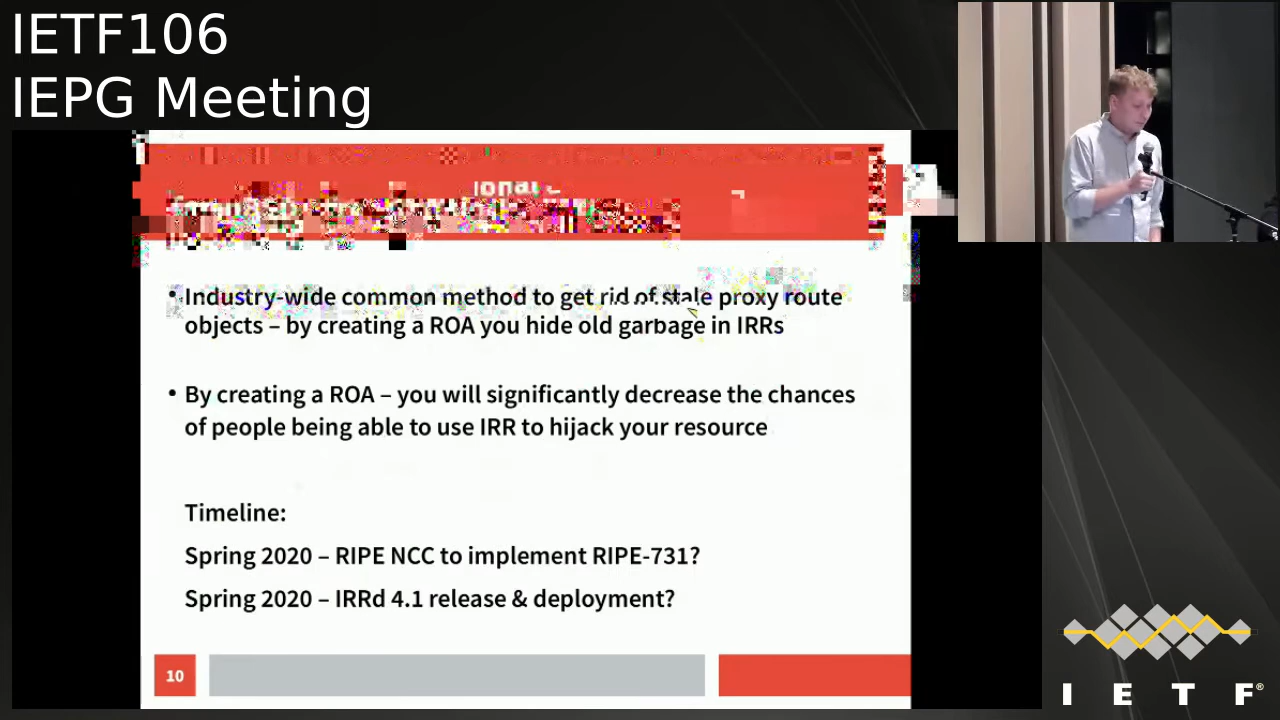 IETF106
IEPG Meeting
• Industry-wide common method to get rid of stale proxy route
objects – by creating a ROA you hide old garbage in IRRs
• By creating a ROA – you will significantly decrease the chances
of people being able to use IRR to hijack your resource
Timeline:
Spring 2020 – RIPE NCC to implement RIPE-731?
Spring 2020 – IRRd 4.1 release & deployment?
10
I E T F®